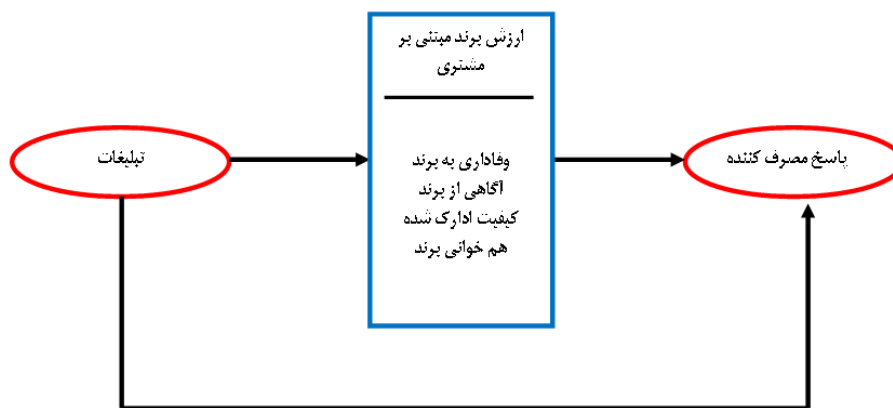 ارزش برند مبتنی بر
مشتری
تبلیغات
وفاداری به برند
آگاهی از برند
کیفیت ادارک شده
هم خوانی برند
پاسخ مصرف کننده